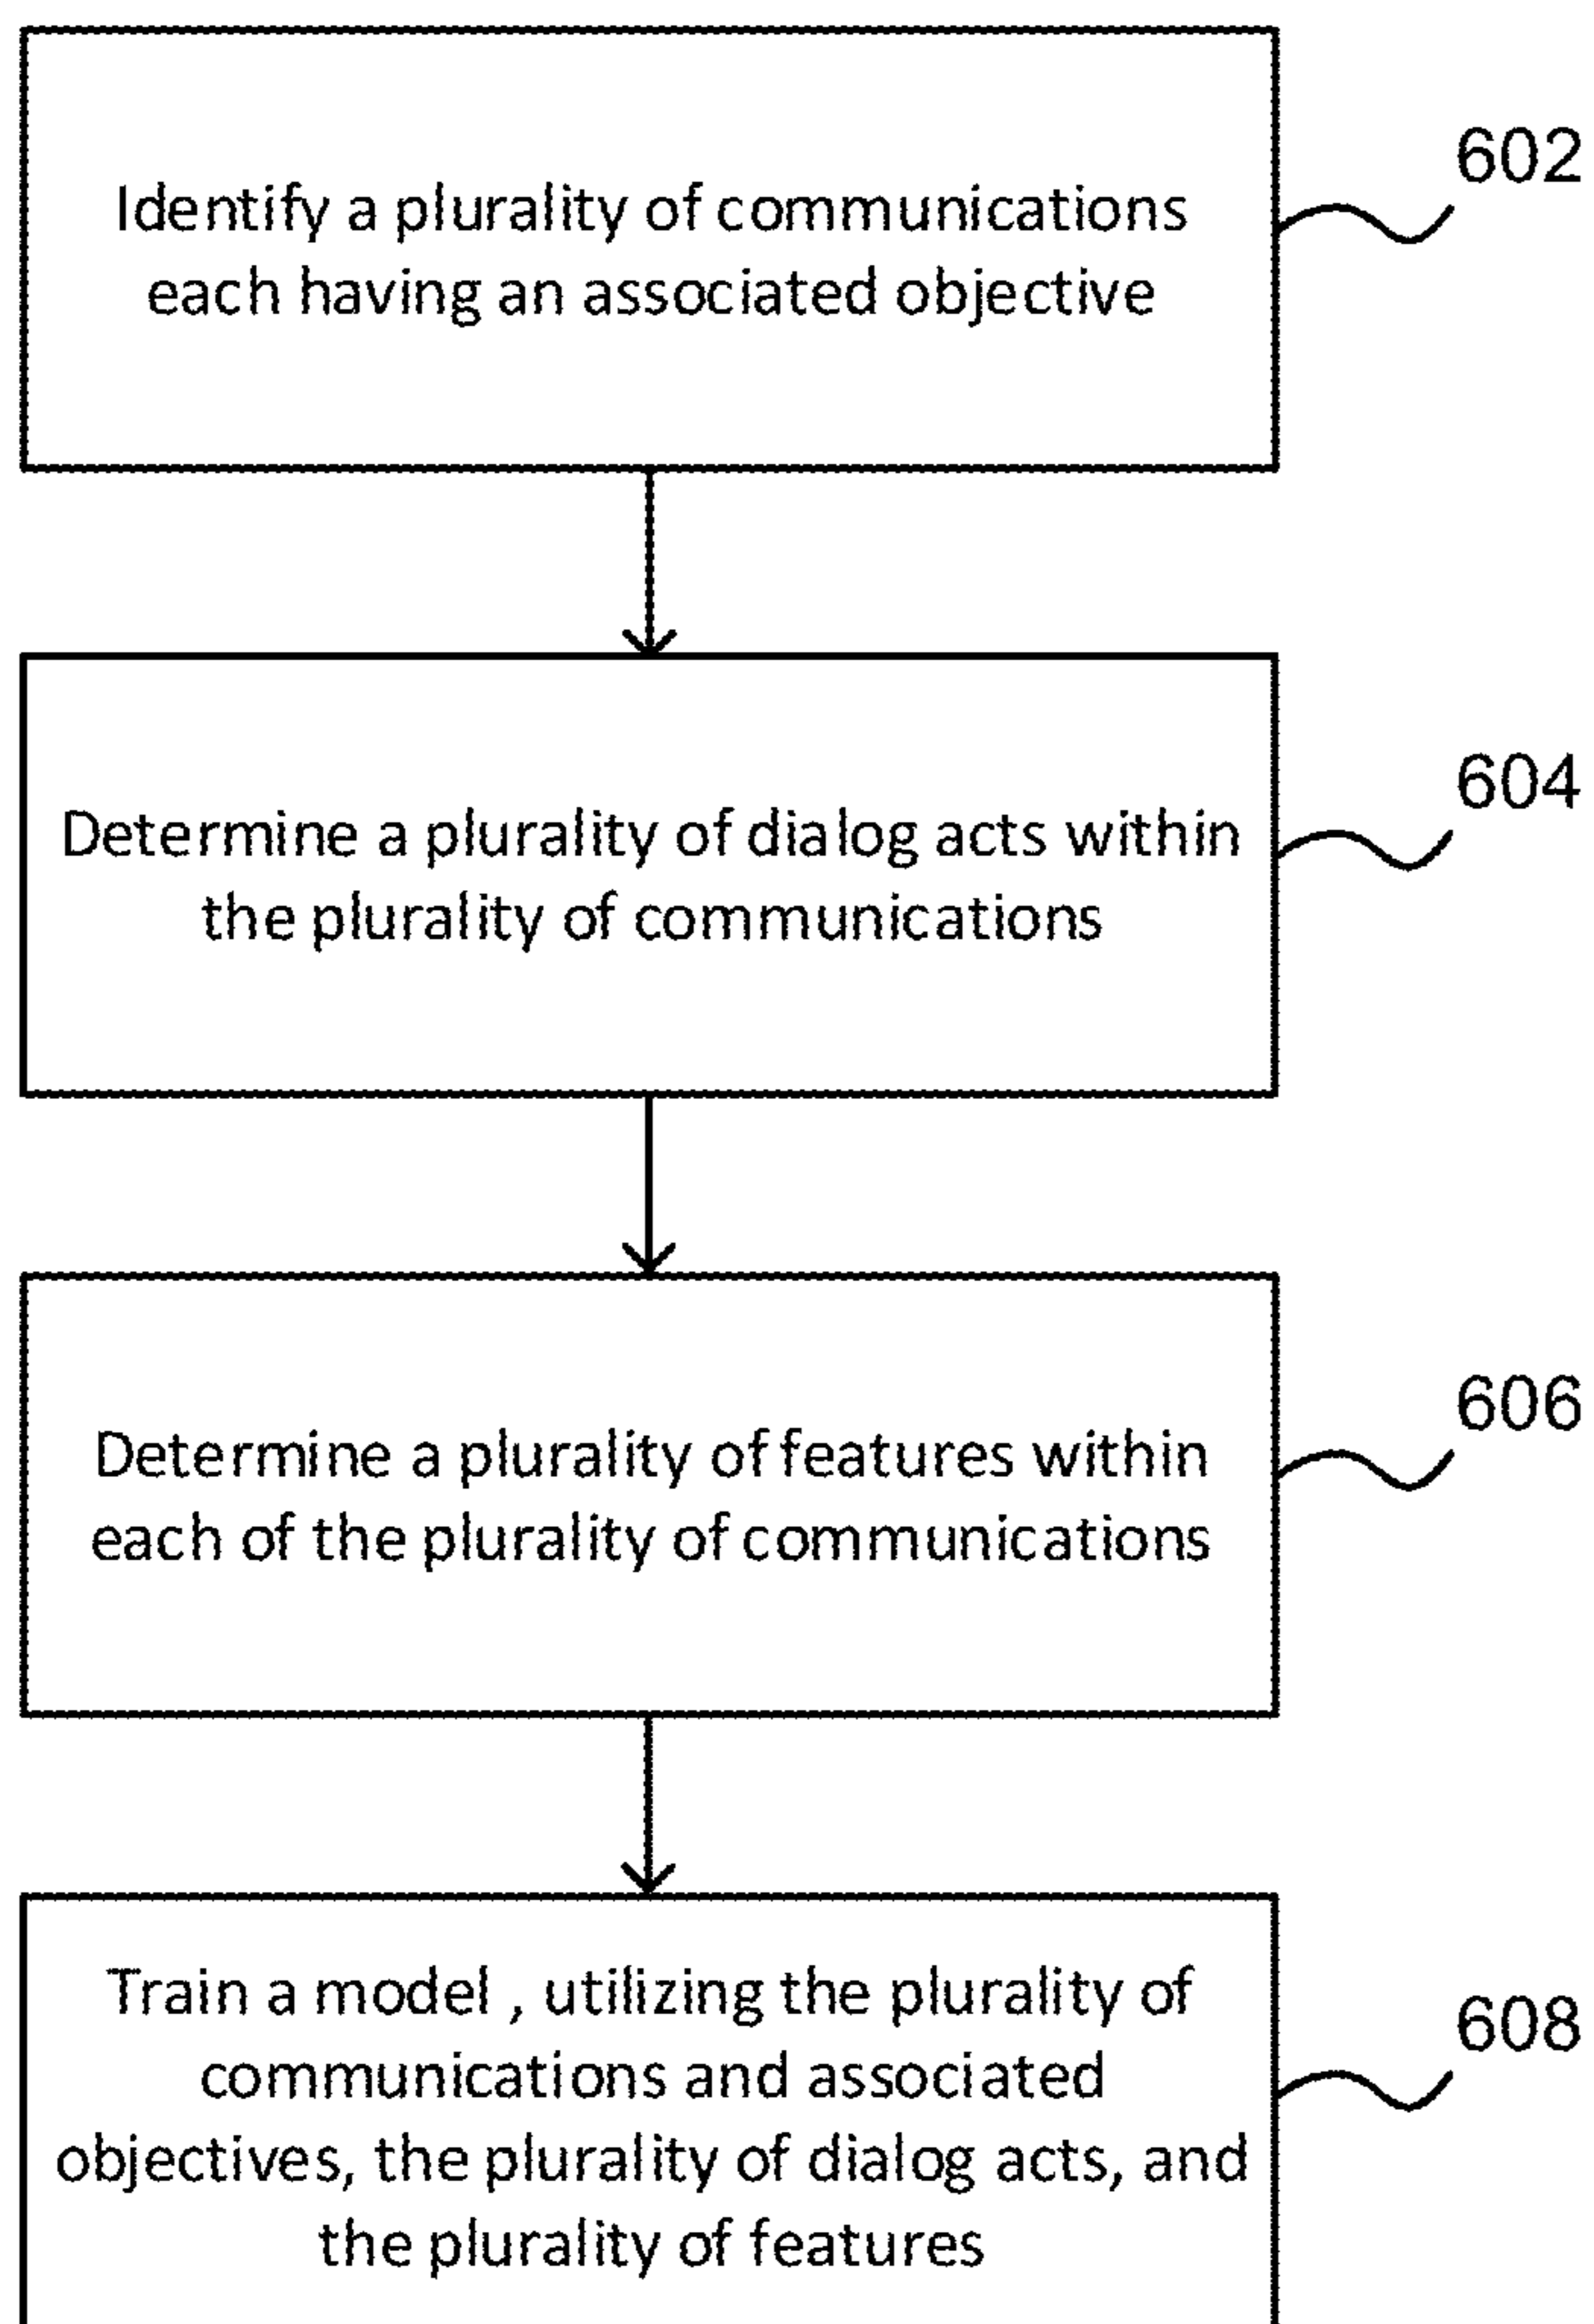 Identify a plurality of communications
each having an associated objective
602
Determine a plurality of dialog acts within
the plurality of communications
604
Determine a plurality of features within
each of the plurality of communications
606
Train a model , utilizing the plurality of
communications and associated
objectives, the plurality of dialog acts, and
the plurality of features
608